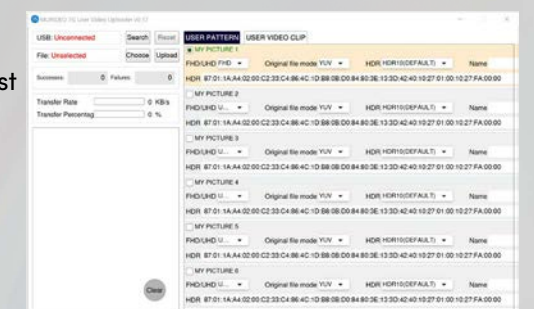 st
USB: Unconnected Search Reset
File: Unselected Choose Upload
Successes: 0 Failures: 0
Transfer Rate 0 KB/s
Transfer Percentag 0 %
Clear
USER PATTERN USER VIDEO CLIP
MY PICTURE 1
FHD/UHD FHD Original file mode YUV HDR HDR10(DEFAULT) Name
HDR 87:01:1A:A4:02:00:C2:33:C4:86:4C:1D:B8:0B:D0:84:80:3E:13:3D:42:40:10:27:01:00:10:27:FA:00:00
MY PICTURE 2
FHD/UHD U... Original file mode YUV HDR HDR10(DEFAULT) Name
HDR 87:01:1A:A4:02:00:C2:33:C4:86:4C:1D:B8:0B:D0:84:80:3E:13:3D:42:40:10:27:01:00:10:27:FA:00:00
MY PICTURE 3
FHD/UHD U... Original file mode YUV HDR HDR10(DEFAULT) Name
HDR 87:01:1A:A4:02:00:C2:33:C4:86:4C:1D:B8:0B:D0:84:80:3E:13:3D:42:40:10:27:01:00:10:27:FA:00:00
MY PICTURE 4
FHD/UHD U... Original file mode YUV HDR HDR10(DEFAULT) Name
HDR 87:01:1A:A4:02:00:C2:33:C4:86:4C:1D:B8:0B:D0:84:80:3E:13:3D:42:40:10:27:01:00:10:27:FA:00:00
MY PICTURE 5
FHD/UHD U... Original file mode YUV HDR HDR10(DEFAULT) Name
HDR 87:01:1A:A4:02:00:C2:33:C4:86:4C:1D:B8:0B:D0:84:80:3E:13:3D:42:40:10:27:01:00:10:27:FA:00:00
MY PICTURE 6
FHD/UHD U... Original file mode YUV HDR HDR10(DEFAULT) Name
HDR 87:01:1A:A4:02:00:C2:33:C4:86:4C:1D:B8:0B:D0:84:80:3E:13:3D:42:40:10:27:01:00:10:27:FA:00:00